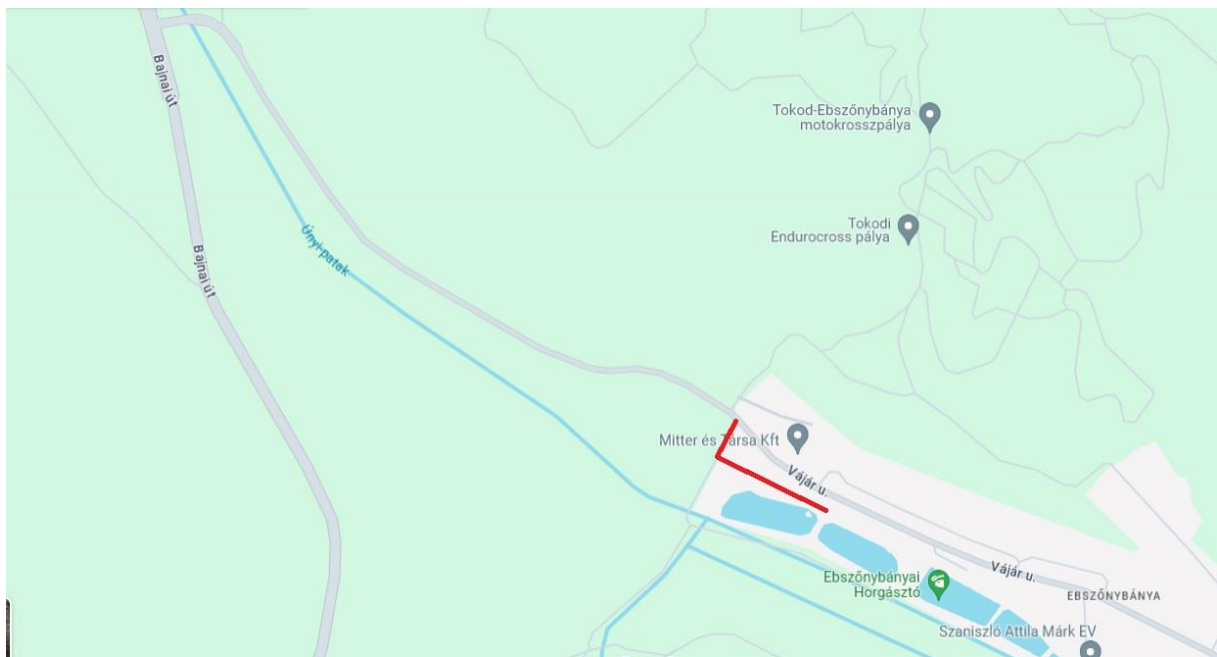 Bajnai út
Tokod-Ebszőnybánya
motokrosszpálya
Tokodi
Endurocross pálya
Únyi-patak
Bajnai út
Mitter és Társa Kft
Vájár u.
Vájár u.
Ebszőnybányai
Horgásztó
EBSZŐNYBÁNYA
Szaniszló Attila Márk EV